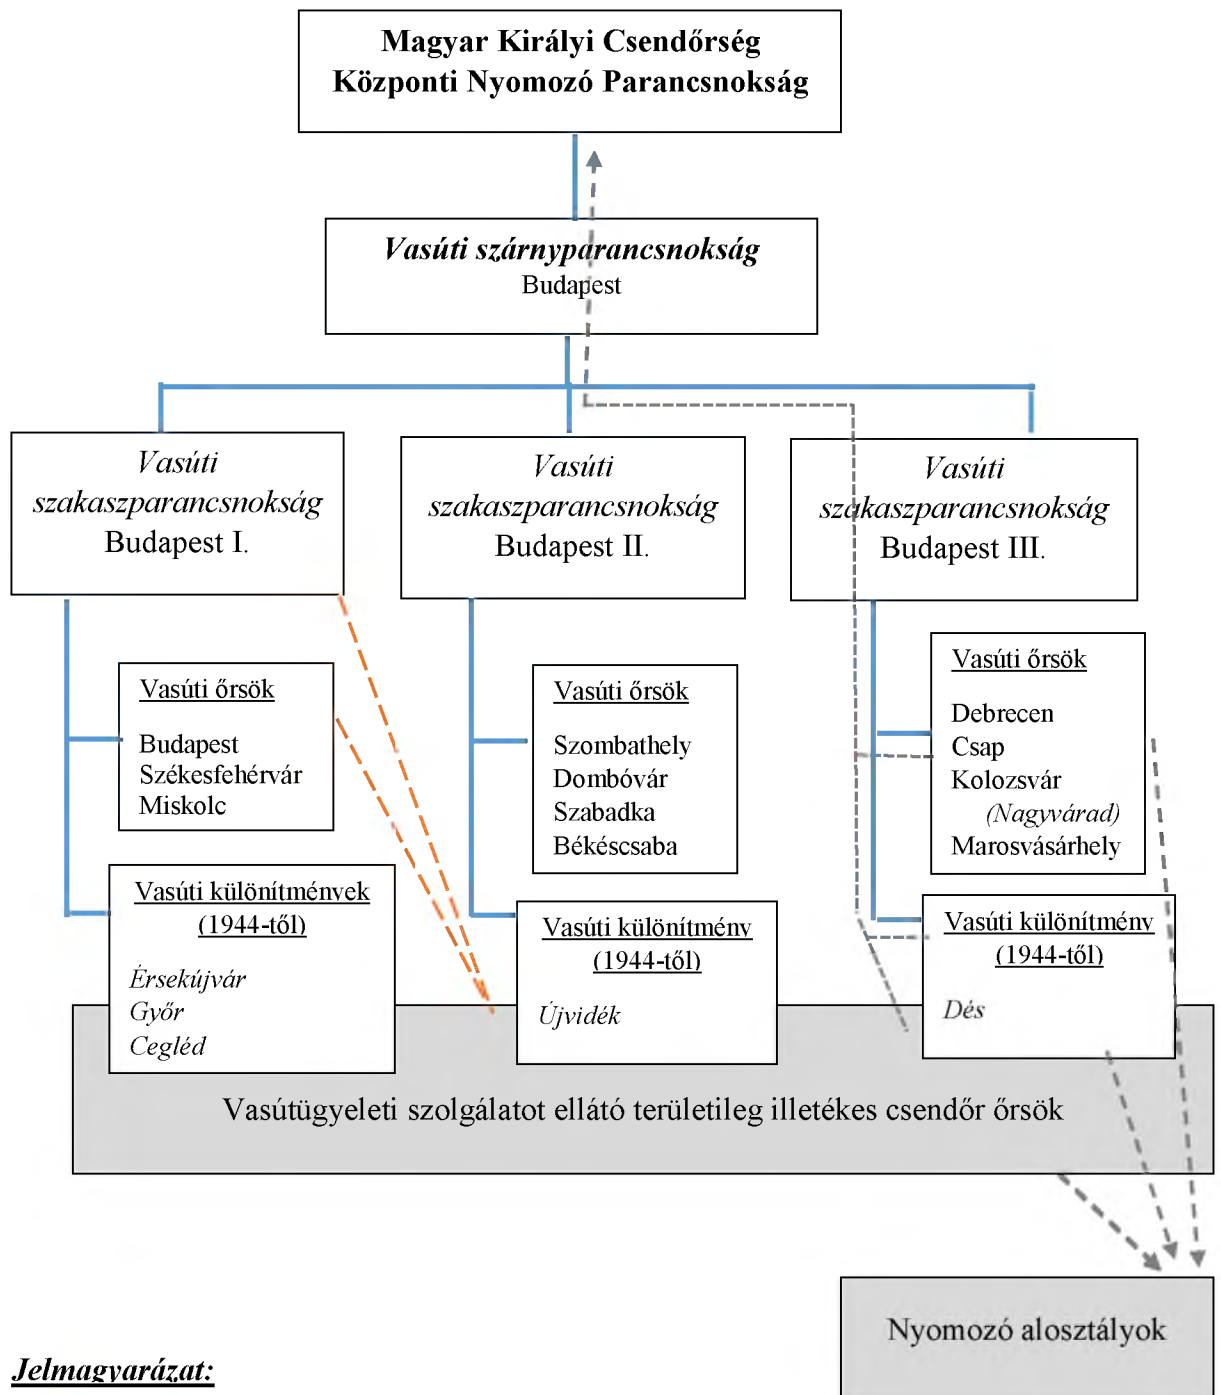 Magyar Királyi Csendőrség
Központi Nyomozó Parancsnokság
Vasúti szárnyparancsnokság
Budapest
Vasúti
szakaszparancsnokság
Budapest I.
Vasúti
szakaszparancsnokság
Budapest II.
Vasúti
szakaszparancsnokság
Budapest III.
Vasúti őrsök
Budapest
Székesfehérvár
Miskolc
Vasúti őrsök
Szombathely
Dombóvár
Szabadka
Békéscsaba
Vasúti őrsök
Debrecen
Csap
Kolozsvár
(Nagyvárad)
Marosvásárhely
Vasúti különítmények
(1944-től)
Érsekújvár
Győr
Cegléd
Vasúti különítmény
(1944-től)
Újvidék
Vasúti különítmény
(1944-től)
Dés
Vasútügyeleti szolgálatot ellátó területileg illetékes csendőr őrsök
Nyomozó alosztályok
Jelmagyarázat: